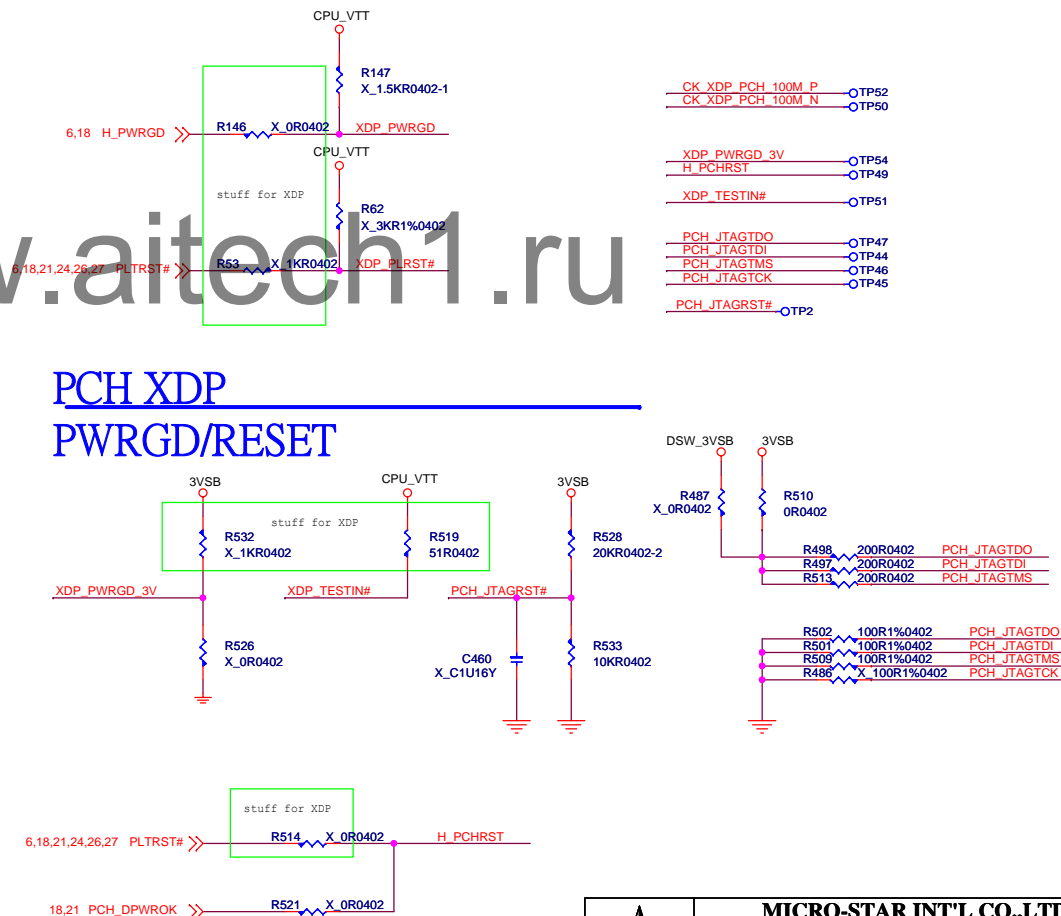 CPU_VTT
R147
X_1.5KR0402-1
6,18 H_PWRGD
R146 X_0R0402 XDP_PWRGD
CPU_VTT
stuff for XDP
R62
X_3KR1%0402
6,18,21,24,26,27 PLTRST#
R53 X_1KR0402 XDP_PLRST#
w.aitech1.ru
CK_XDP_PCH_100M_P TP52
CK_XDP_PCH_100M_N TP50
XDP_PWRGD_3V TP54
H_PCHRST TP49
XDP_TESTIN# TP51
PCH_JTAGTDO TP47
PCH_JTAGTDI TP44
PCH_JTAGTMS TP46
PCH_JTAGTCK TP45
PCH_JTAGRST# TP2
PCH XDP
PWRGD/RESET
3VSB
CPU_VTT
stuff for XDP
R532
X_1KR0402
R519
51R0402
XDP_PWRGD_3V
XDP_TESTIN#
R526
X_0R0402
3VSB
R528
20KR0402-2
PCH_JTAGRST#
C460
X_C1U16Y
R533
10KR0402
DSW_3VSB
3VSB
R487
X_0R0402
R510
0R0402
R498 200R0402 PCH_JTAGTDO
R497 200R0402 PCH_JTAGTDI
R513 200R0402 PCH_JTAGTMS
R502 100R1%0402 PCH_JTAGTDO
R501 100R1%0402 PCH_JTAGTDI
R509 100R1%0402 PCH_JTAGTMS
R486 X_100R1%0402 PCH_JTAGTCK
stuff for XDP
6,18,21,24,26,27 PLTRST#
R514 X_0R0402 H_PCHRST
18,21 PCH_DPWROK
R521 X_0R0402
MICRO-STAR INT'L CO.,LT